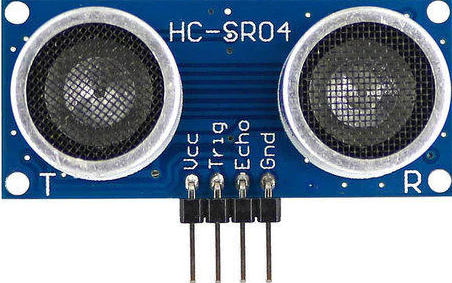 HC-SR04
Vcc
Trig
Echo
Gnd
T
R